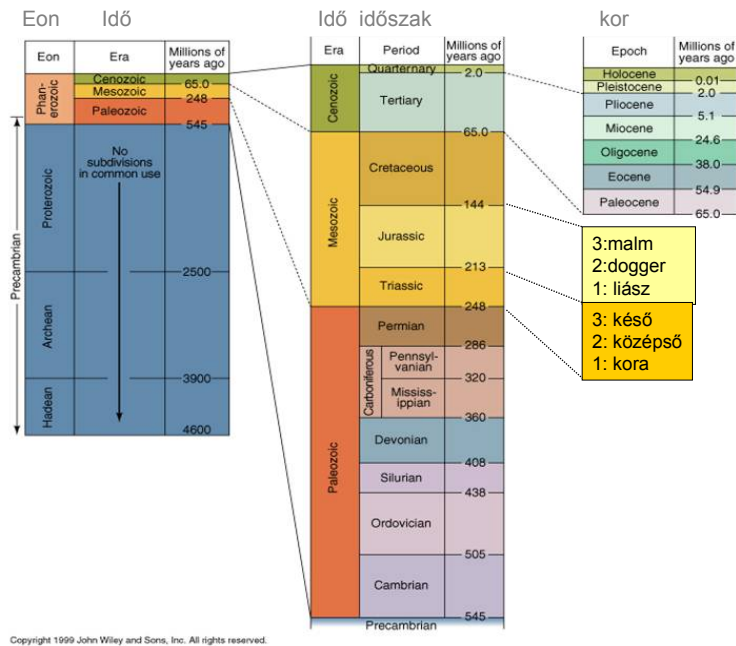 Eon Idő
Eon Era Millions of
years ago
Phan-
erozoic
Cenozoic
65.0
Mesozoic
248
Paleozoic
545
Precambrian
Proterozoic
No
subdivisions
in common use
2500
Archean
3900
Hadean
4600
Idő időszak
Era Period Millions of
years ago
Cenozoic
Quarternary
2.0
Tertiary
65.0
Mesozoic
Cretaceous
144
Jurassic
213
Triassic
248
Paleozoic
Permian
286
Carboniferous
Pennsyl-
vanian
320
Missis-
sippian
360
Devonian
408
Silurian
438
Ordovician
505
Cambrian
545
Precambrian
kor
Epoch Millions of
years ago
Holocene
0.01
Pleistocene
2.0
Pliocene
5.1
Miocene
24.6
Oligocene
38.0
Eocene
54.9
Paleocene
65.0
3:malm
2:dogger
1: liász
3: késő
2: középső
1: kora
Copyright 1999 John Wiley and Sons, Inc. All rights reserved.